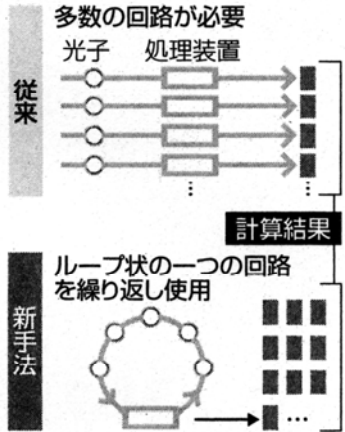 多数の回路が必要
光子 処理装置
従来
計算結果
ループ状の一つの回路
を繰り返し使用
新手法